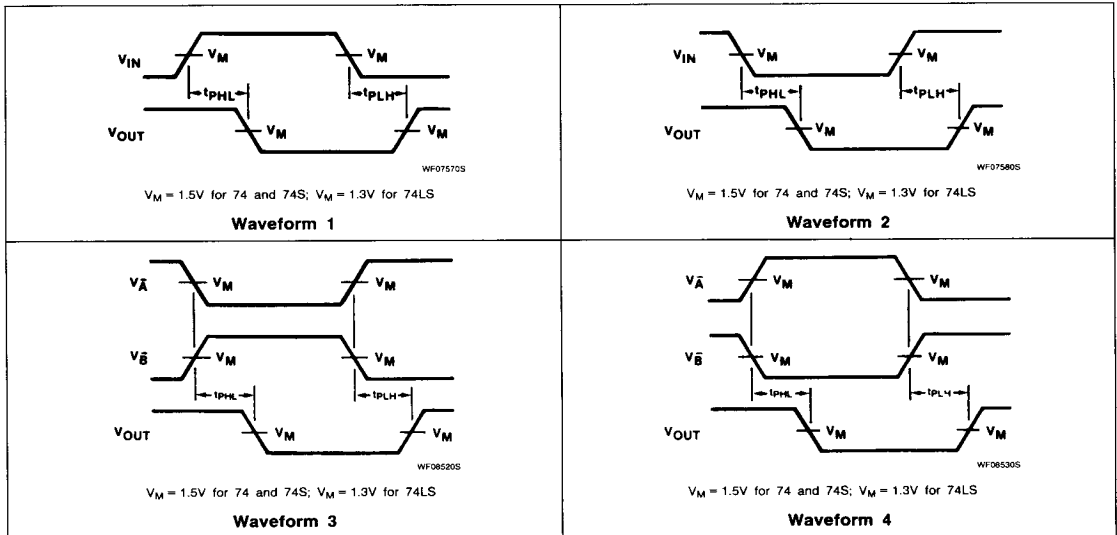 VIN
VM
VM
tPHL
tPLH
VOUT
VM
VM
WF07570S
VM = 1.5V for 74 and 74S; VM = 1.3V for 74LS
Waveform 1
VIN
VM
VM
tPHL
tPLH
VOUT
VM
VM
WF07580S
VM = 1.5V for 74 and 74S; VM = 1.3V for 74LS
Waveform 2
VĀ
VM
VM
VB̄
VM
VM
tPHL
tPLH
VOUT
VM
VM
WF08520S
VM = 1.5V for 74 and 74S; VM = 1.3V for 74LS
Waveform 3
VĀ
VM
VM
VB̄
VM
VM
tPHL
tPLH
VOUT
VM
VM
WF08530S
VM = 1.5V for 74 and 74S; VM = 1.3V for 74LS
Waveform 4